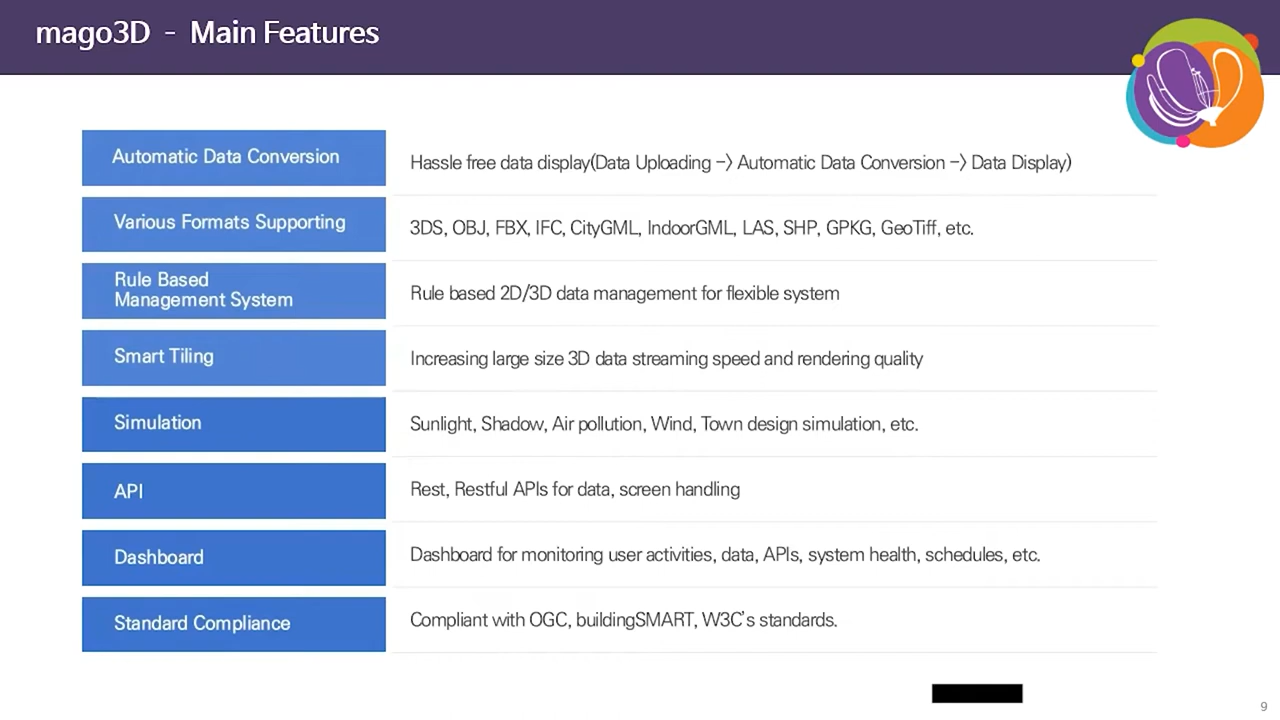 mago3D - Main Features
Automatic Data Conversion
Hassle free data display(Data Uploading -> Automatic Data Conversion -> Data Display)
Various Formats Supporting
3DS, OBJ, FBX, IFC, CityGML, IndoorGML, LAS, SHP, GPKG, GeoTiff, etc.
Rule Based
Management System
Rule based 2D/3D data management for flexible system
Smart Tiling
Increasing large size 3D data streaming speed and rendering quality
Simulation
Sunlight, Shadow, Air pollution, Wind, Town design simulation, etc.
API
Rest, Restful APIs for data, screen handling
Dashboard
Dashboard for monitoring user activities, data, APIs, system health, schedules, etc.
Standard Compliance
Compliant with OGC, buildingSMART, W3C's standards.
9